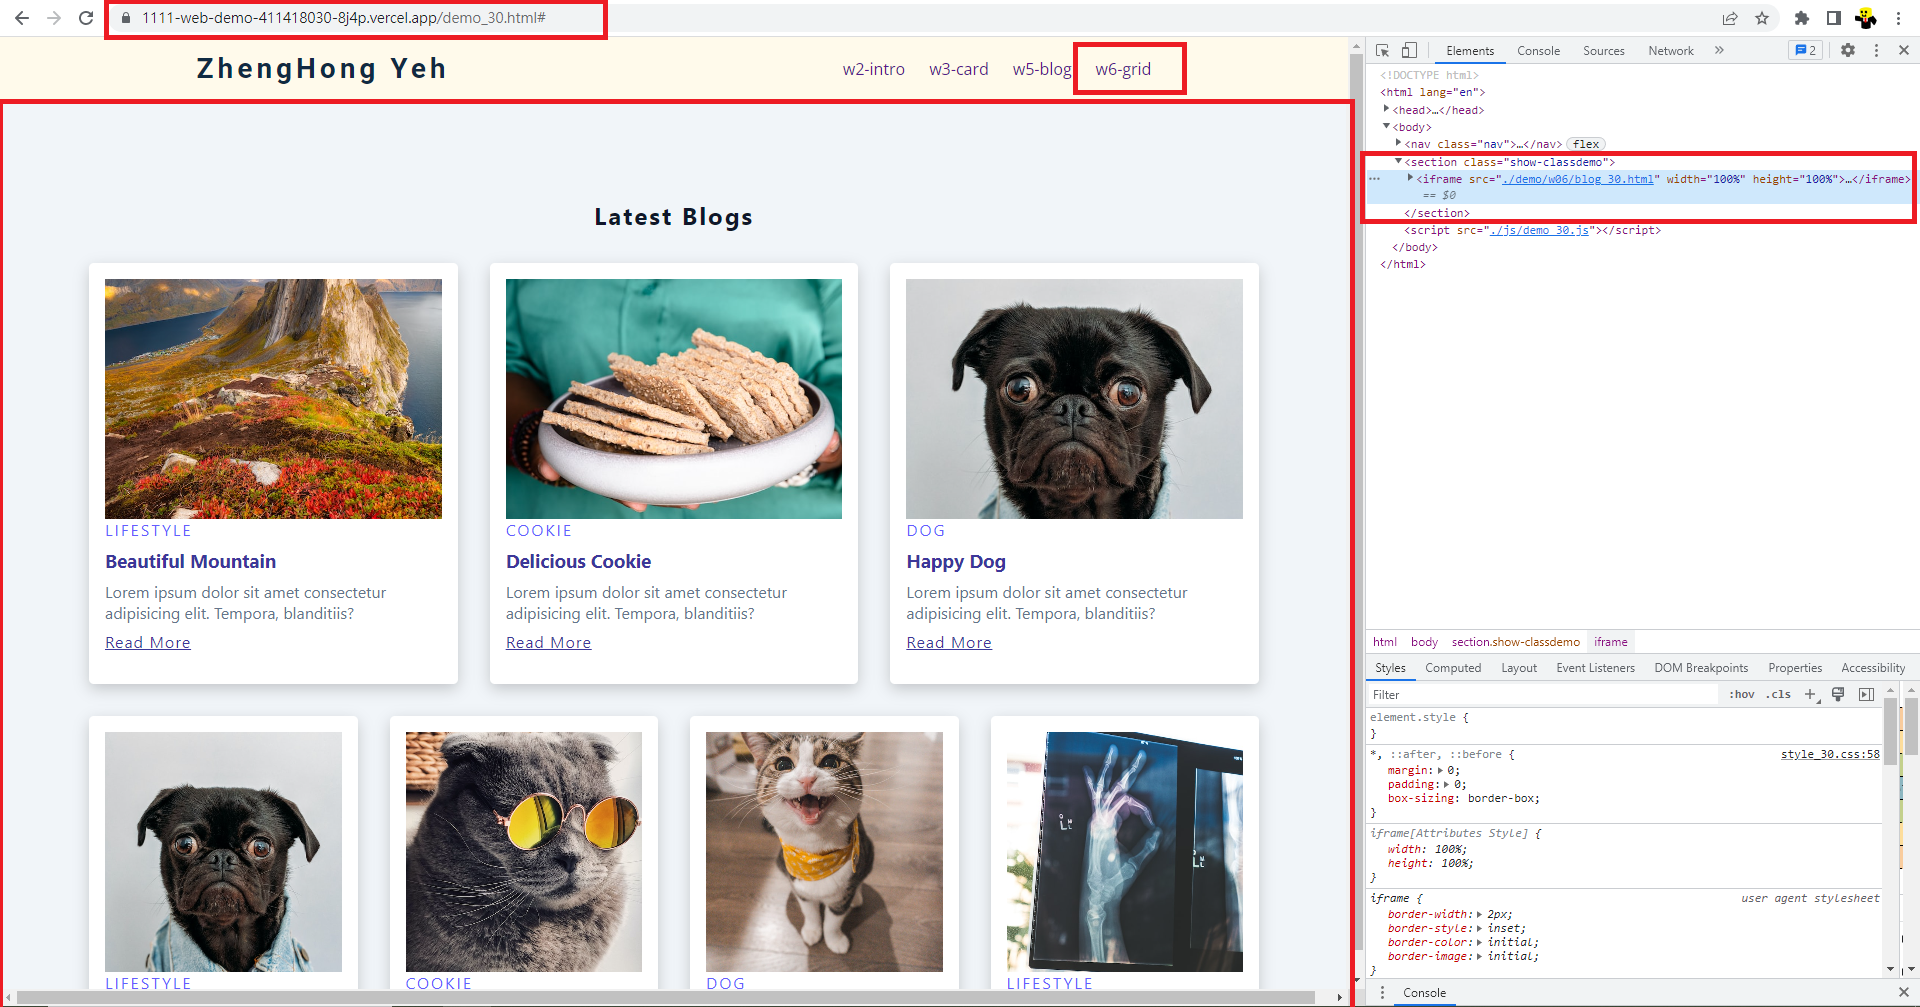 1111-web-demo-411418030-8j4p.vercel.app/demo_30.html#
ZhengHong Yeh
w2-intro w3-card w5-blog w6-grid
Latest Blogs
LIFESTYLE
Beautiful Mountain
Lorem ipsum dolor sit amet consectetur
adipisicing elit. Tempora, blanditiis?
Read More
COOKIE
Delicious Cookie
Lorem ipsum dolor sit amet consectetur
adipisicing elit. Tempora, blanditiis?
Read More
DOG
Happy Dog
Lorem ipsum dolor sit amet consectetur
adipisicing elit. Tempora, blanditiis?
Read More
LIFESTYLE
COOKIE
DOG
LIFESTYLE
Elements Console Sources Network » 2
<!DOCTYPE html>
<html lang="en">
<head>…</head>
<body>
<nav class="nav">…</nav> flex
<section class="show-classdemo">
… <iframe src="./demo/w06/blog_30.html" width="100%" height="100%">…</iframe>
== $0
</section>
<script src="./js/demo_30.js"></script>
</body>
</html>
html body section.show-classdemo iframe
Styles Computed Layout Event Listeners DOM Breakpoints Properties Accessibility
Filter :hov .cls +
element.style {
}
*, ::after, ::before { style_30.css:58
margin: 0;
padding: 0;
box-sizing: border-box;
}
iframe[Attributes Style] {
width: 100%;
height: 100%;
}
iframe { user agent stylesheet
border-width: 2px;
border-style: inset;
border-color: initial;
border-image: initial;
}
Console